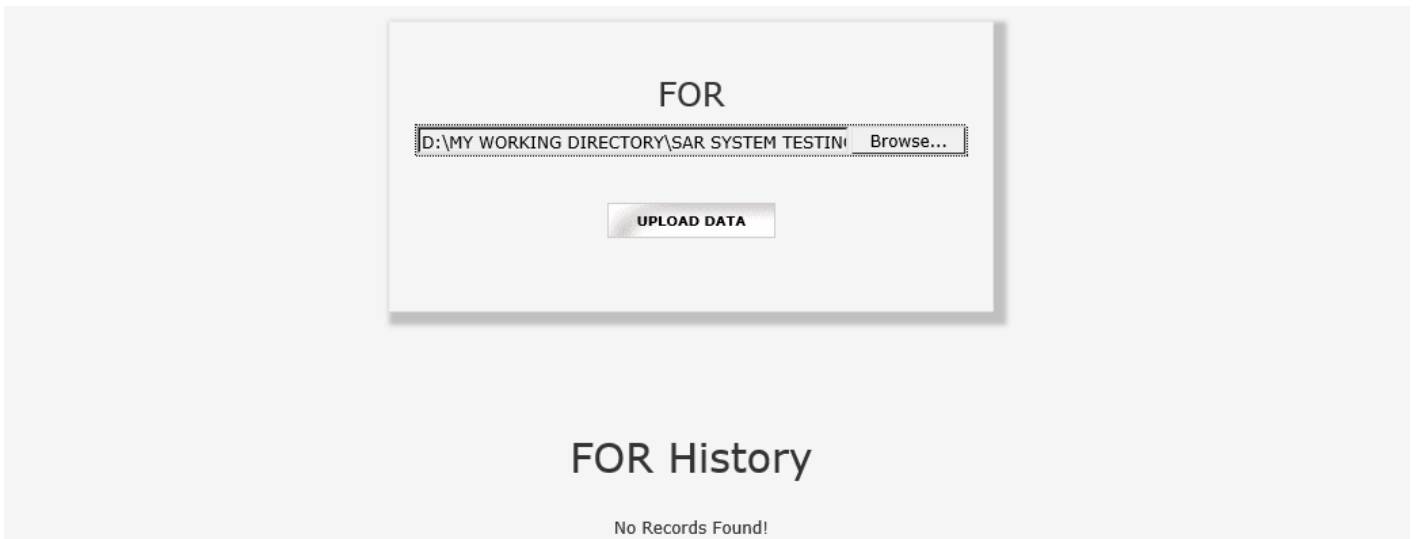 FOR
D:\MY WORKING DIRECTORY\SAR SYSTEM TESTIN Browse...
UPLOAD DATA
FOR History
No Records Found!